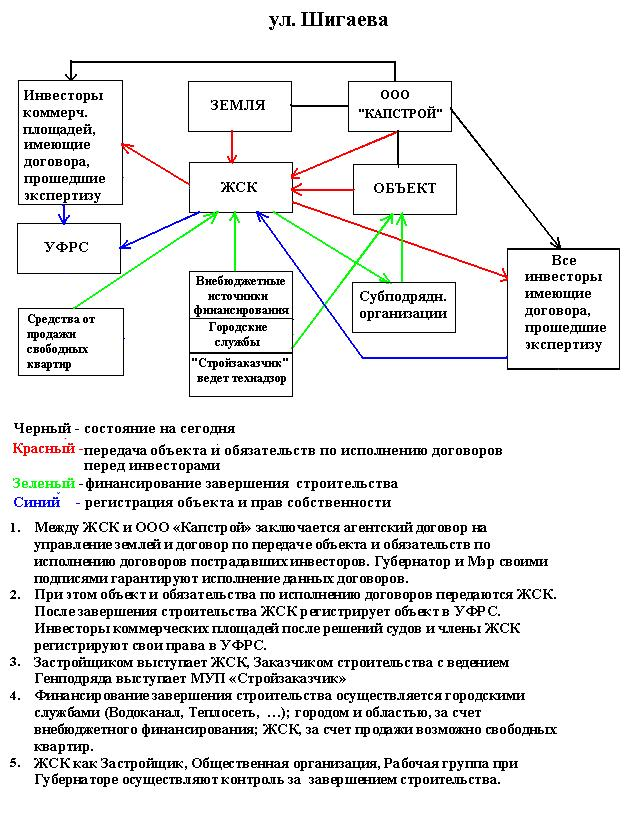 ул. Шигаева
Инвесторы
коммерч.
площадей,
имеющие
договора,
прошедшие
экспертизу
ЗЕМЛЯ
ООО
"КАПСТРОЙ"
ЖСК
ОБЪЕКТ
УФРС
Все
инвесторы
имеющие
договора,
прошедшие
экспертизу
Внебюджетные
источники
финансирования
Городские
службы
"Стройзаказчик"
ведет технадзор
Субподрядн.
организации
Средства от
продажи
свободных
квартир
Черный - состояние на сегодня
Красный - передача объекта и обязательств по исполнению договоров
перед инвесторами
Зеленый - финансирование завершения строительства
Синий - регистрация объекта и прав собственности
1. Между ЖСК и ООО «Капстрой» заключается агентский договор на
управление землей и договор по передаче объекта и обязательств по
исполнению договоров пострадавших инвесторов. Губернатор и Мэр своими
подписями гарантируют исполнение данных договоров.
2. При этом объект и обязательства по исполнению договоров передаются ЖСК.
После завершения строительства ЖСК регистрирует объект в УФРС.
Инвесторы коммерческих площадей после решений судов и члены ЖСК
регистрируют свои права в УФРС.
3. Застройщиком выступает ЖСК, Заказчиком строительства с ведением
Генподряда выступает МУП «Стройзаказчик»
4. Финансирование завершения строительства осуществляется городскими
службами (Водоканал, Теплосеть, …); городом и областью, за счет
внебюджетного финансирования; ЖСК, за счет продажи возможно свободных
квартир.
5. ЖСК как Застройщик, Общественная организация, Рабочая группа при
Губернаторе осуществляют контроль за завершением строительства.